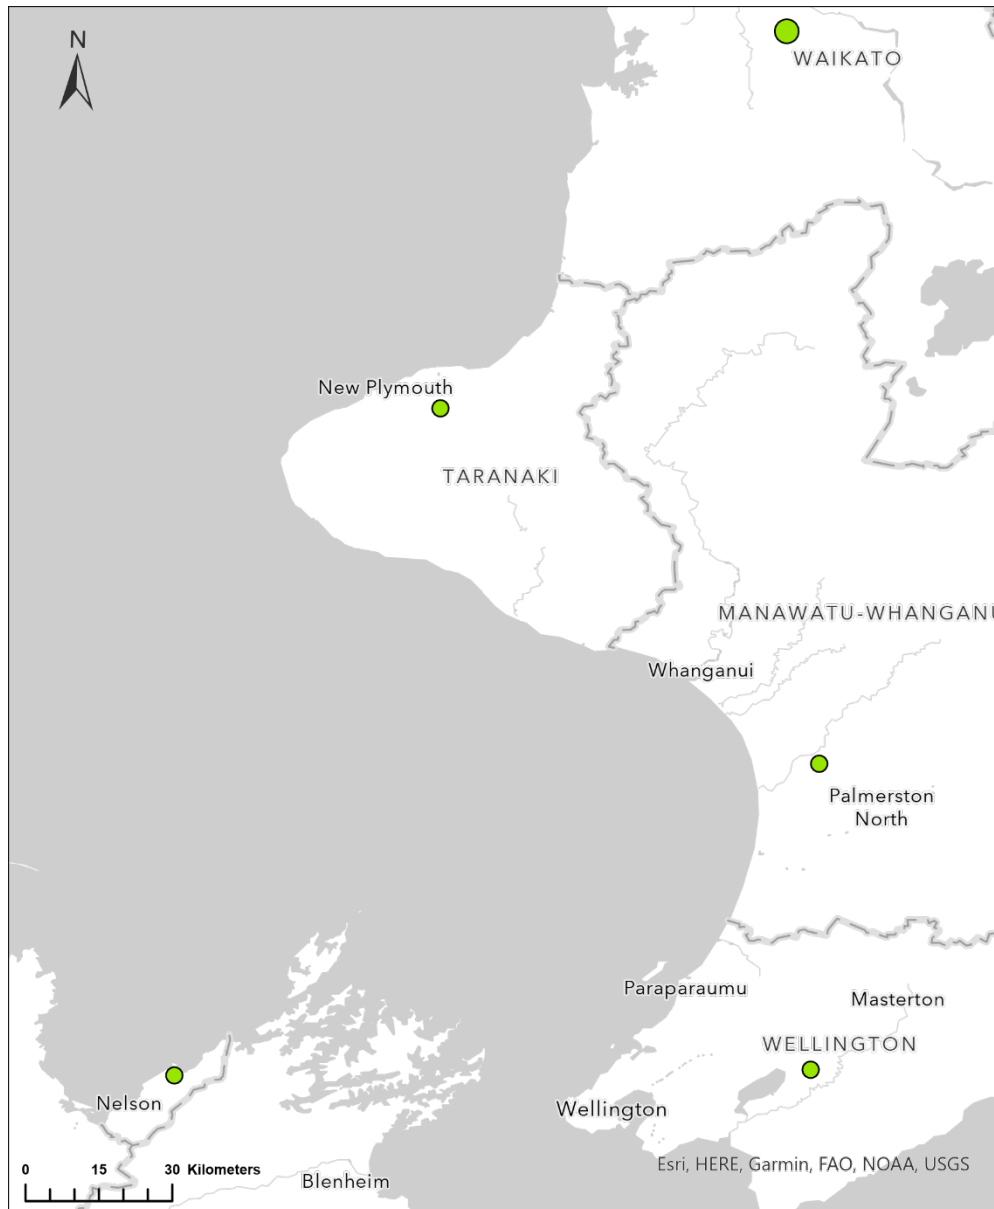 N
WAIKATO
New Plymouth
TARANAKI
MANAWATU-WHANGANU
Whanganui
Palmerston
North
Paraparaumu
Masterton
WELLINGTON
Nelson
Wellington
Esri, HERE, Garmin, FAO, NOAA, USGS
0 15 30 Kilometers
Blenheim